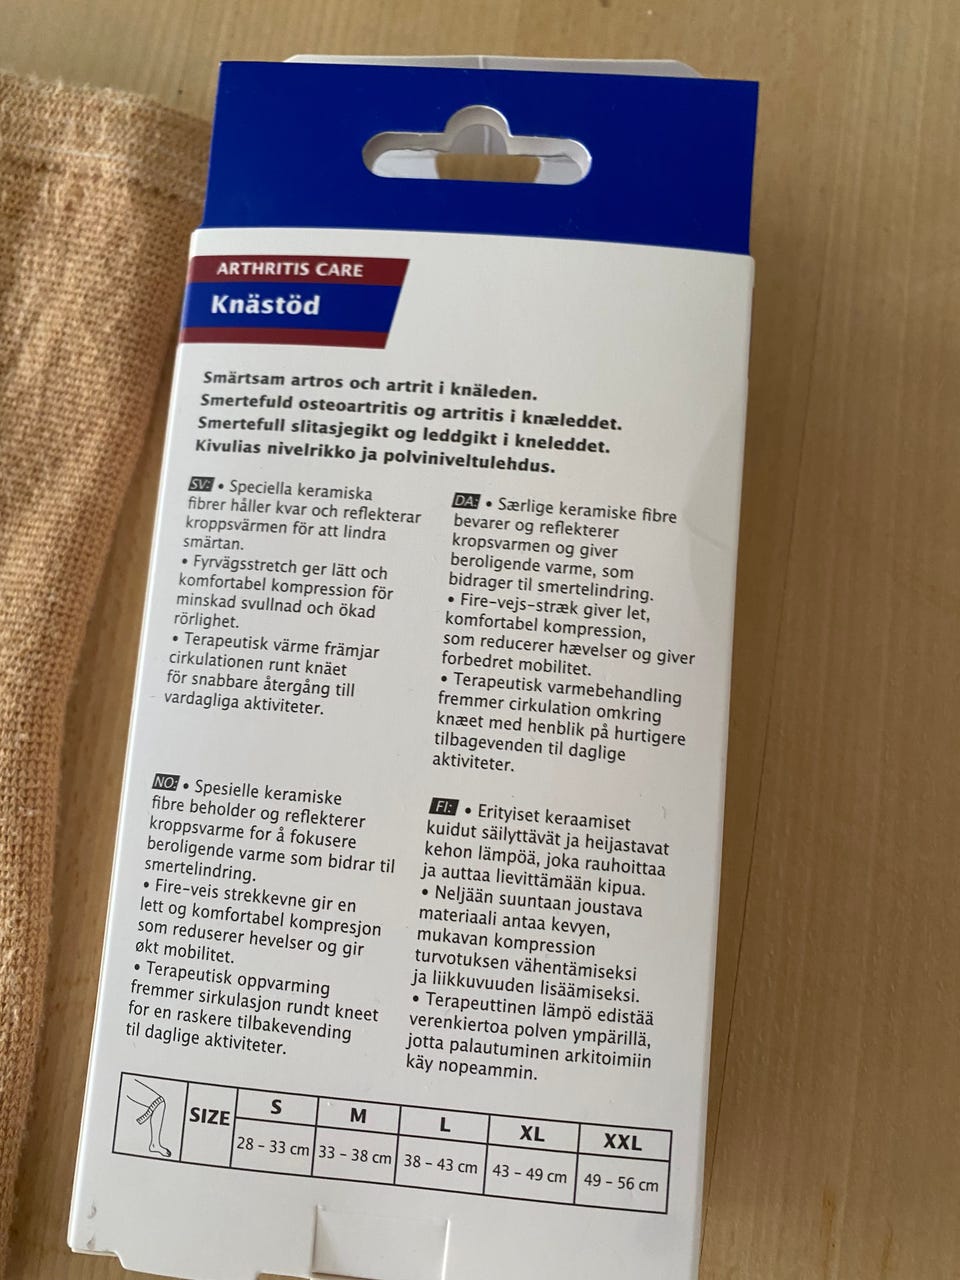 ARTHRITIS CARE
Knästöd
Smärtsam artros och artrit i knäleden.
Smertefuld osteoartritis og artritis i knæleddet.
Smertefull slitasjegikt og leddgikt i kneleddet.
Kivulias nivelrikko ja polviniveltulehdus.
SV: • Speciella keramiska
fibrer håller kvar och reflekterar
kroppsvärmen för att lindra
smärtan.
• Fyrvägsstretch ger lätt och
komfortabel kompression för
minskad svullnad och ökad
rörlighet.
• Terapeutisk värme främjar
cirkulationen runt knäet
för snabbare återgång till
vardagliga aktiviteter.
DA: • Særlige keramiske fibre
bevarer og reflekterer
kropsvarmen og giver
beroligende varme, som
bidrager til smertelindring.
• Fire-vejs-stræk giver let,
komfortabel kompression,
som reducerer hævelser og giver
forbedret mobilitet.
• Terapeutisk varmebehandling
fremmer cirkulation omkring
knæet med henblik på hurtigere
tilbagevenden til daglige
aktiviteter.
NO: • Spesielle keramiske
fibre beholder og reflekterer
kroppsvarme for å fokusere
beroligende varme som bidrar til
smertelindring.
• Fire-veis strekkevne gir en
lett og komfortabel kompresjon
som reduserer hevelser og gir
økt mobilitet.
• Terapeutisk oppvarming
fremmer sirkulasjon rundt kneet
for en raskere tilbakevending
til daglige aktiviteter.
FI: • Erityiset keraamiset
kuidut säilyttävät ja heijastavat
kehon lämpöä, joka rauhoittaa
ja auttaa lievittämään kipua.
• Neljään suuntaan joustava
materiaali antaa kevyen,
mukavan kompression
turvotuksen vähentämiseksi
ja liikkuvuuden lisäämiseksi.
• Terapeuttinen lämpö edistää
verenkiertoa polven ympärillä,
jotta palautuminen arkitoimiin
käy nopeammin.
SIZE S M L XL XXL
28 – 33 cm 33 – 38 cm 38 – 43 cm 43 – 49 cm 49 – 56 cm